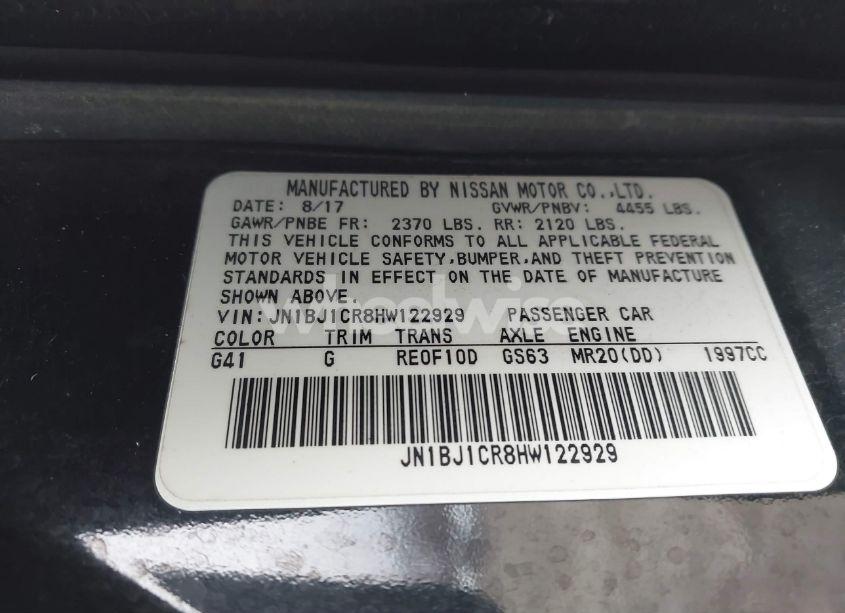 MANUFACTURED BY NISSAN MOTOR CO.,LTD.
DATE: 8/17 GVWR/PNBV: 4455 LBS.
GAWR/PNBE FR: 2370 LBS. RR: 2120 LBS.
THIS VEHICLE CONFORMS TO ALL APPLICABLE FEDERAL
MOTOR VEHICLE SAFETY,BUMPER,AND THEFT PREVENTION
STANDARDS IN EFFECT ON THE DATE OF MANUFACTURE
SHOWN ABOVE.
VIN:JN1BJ1CR8HW122929 PASSENGER CAR
COLOR TRIM TRANS AXLE ENGINE
G41 G RE0F10D GS63 MR20(DD) 1997CC
JN1BJ1CR8HW122929
wheelwise